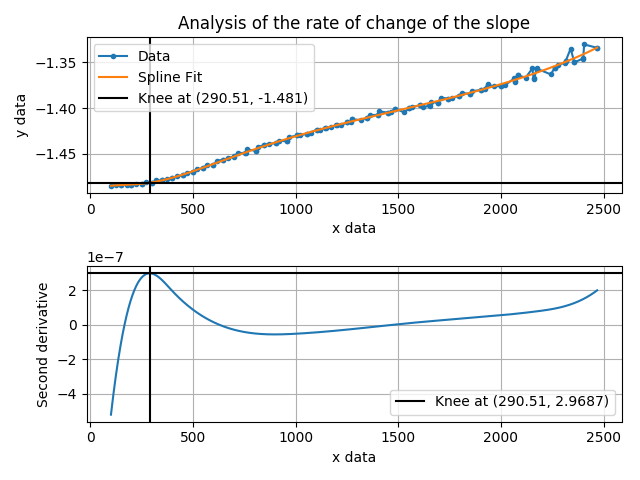 Analysis of the rate of change of the slope
Data
Spline Fit
Knee at (290.51, -1.481)
y data
−1.35
−1.40
−1.45
0
500
1000
1500
2000
2500
x data
1e−7
Second derivative
2
0
−2
−4
Knee at (290.51, 2.9687)
0
500
1000
1500
2000
2500
x data